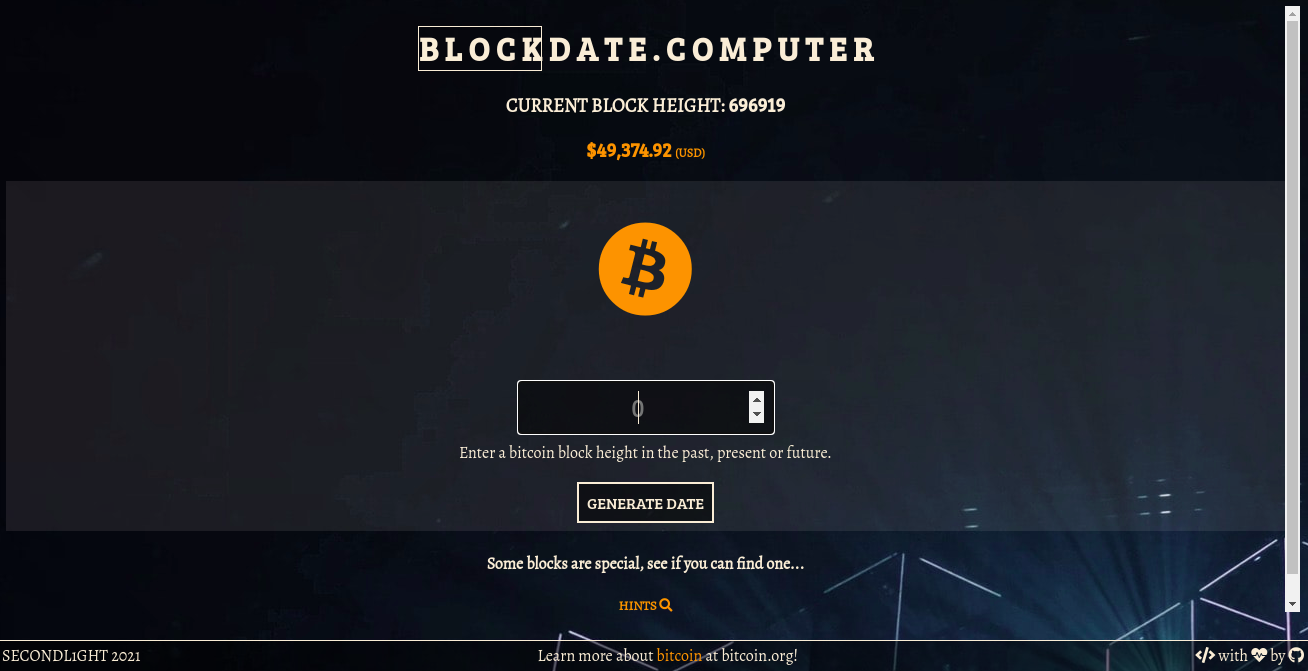 BLOCKDATE.COMPUTER
CURRENT BLOCK HEIGHT: 696919
$49,374.92 (USD)
0
Enter a bitcoin block height in the past, present or future.
GENERATE DATE
Some blocks are special, see if you can find one...
HINTS
SECONDL1GHT 2021 Learn more about bitcoin at bitcoin.org! </> with by